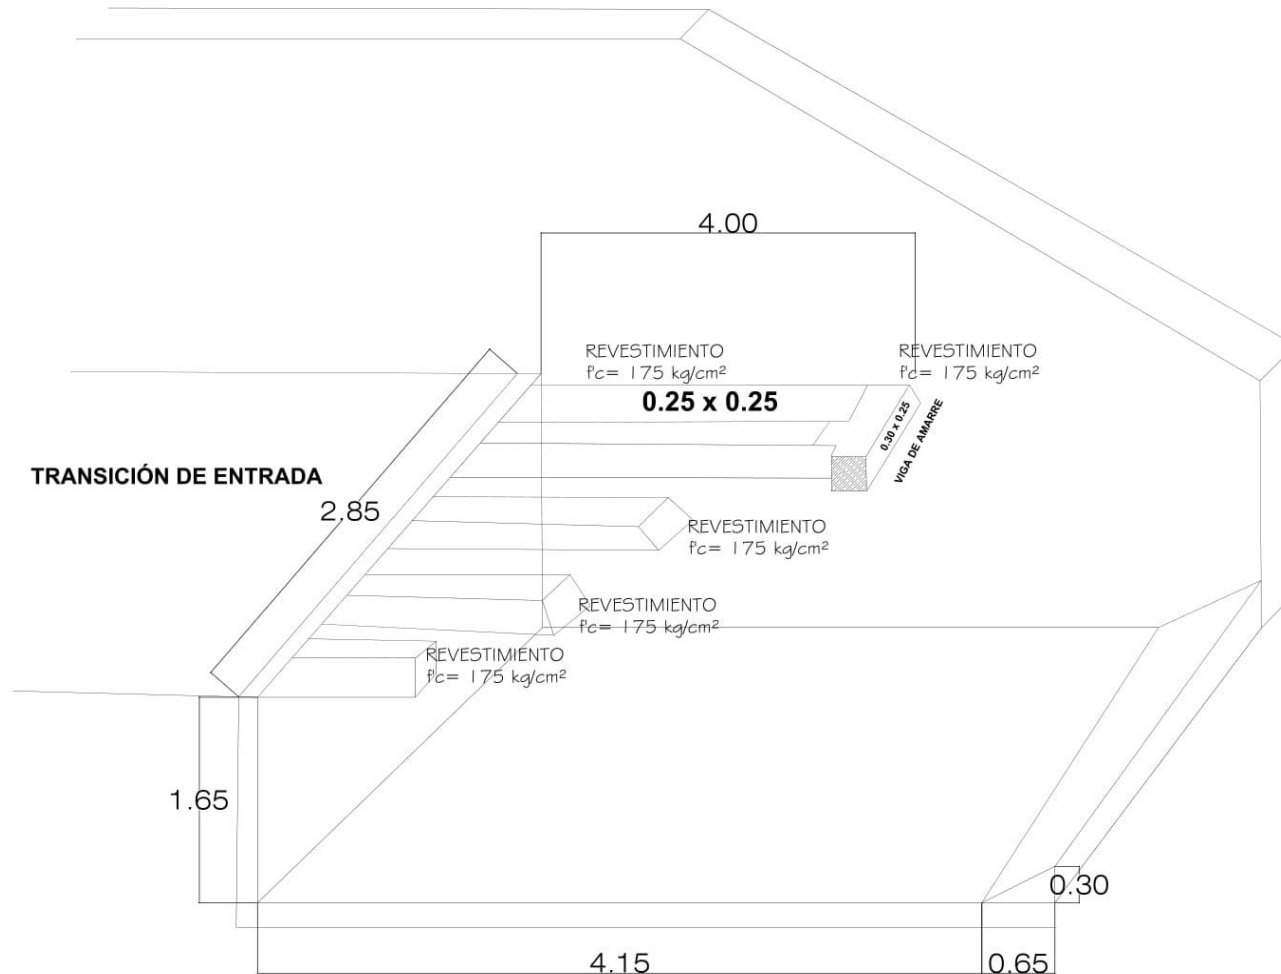 4.00
REVESTIMIENTO
f'c= 175 kg/cm²
REVESTIMIENTO
f'c= 175 kg/cm²
0.25 x 0.25
0.30 x 0.25
VIGA DE AMARRE
TRANSICIÓN DE ENTRADA
2.85
REVESTIMIENTO
f'c= 175 kg/cm²
REVESTIMIENTO
f'c= 175 kg/cm²
REVESTIMIENTO
f'c= 175 kg/cm²
1.65
0.30
4.15
0.65